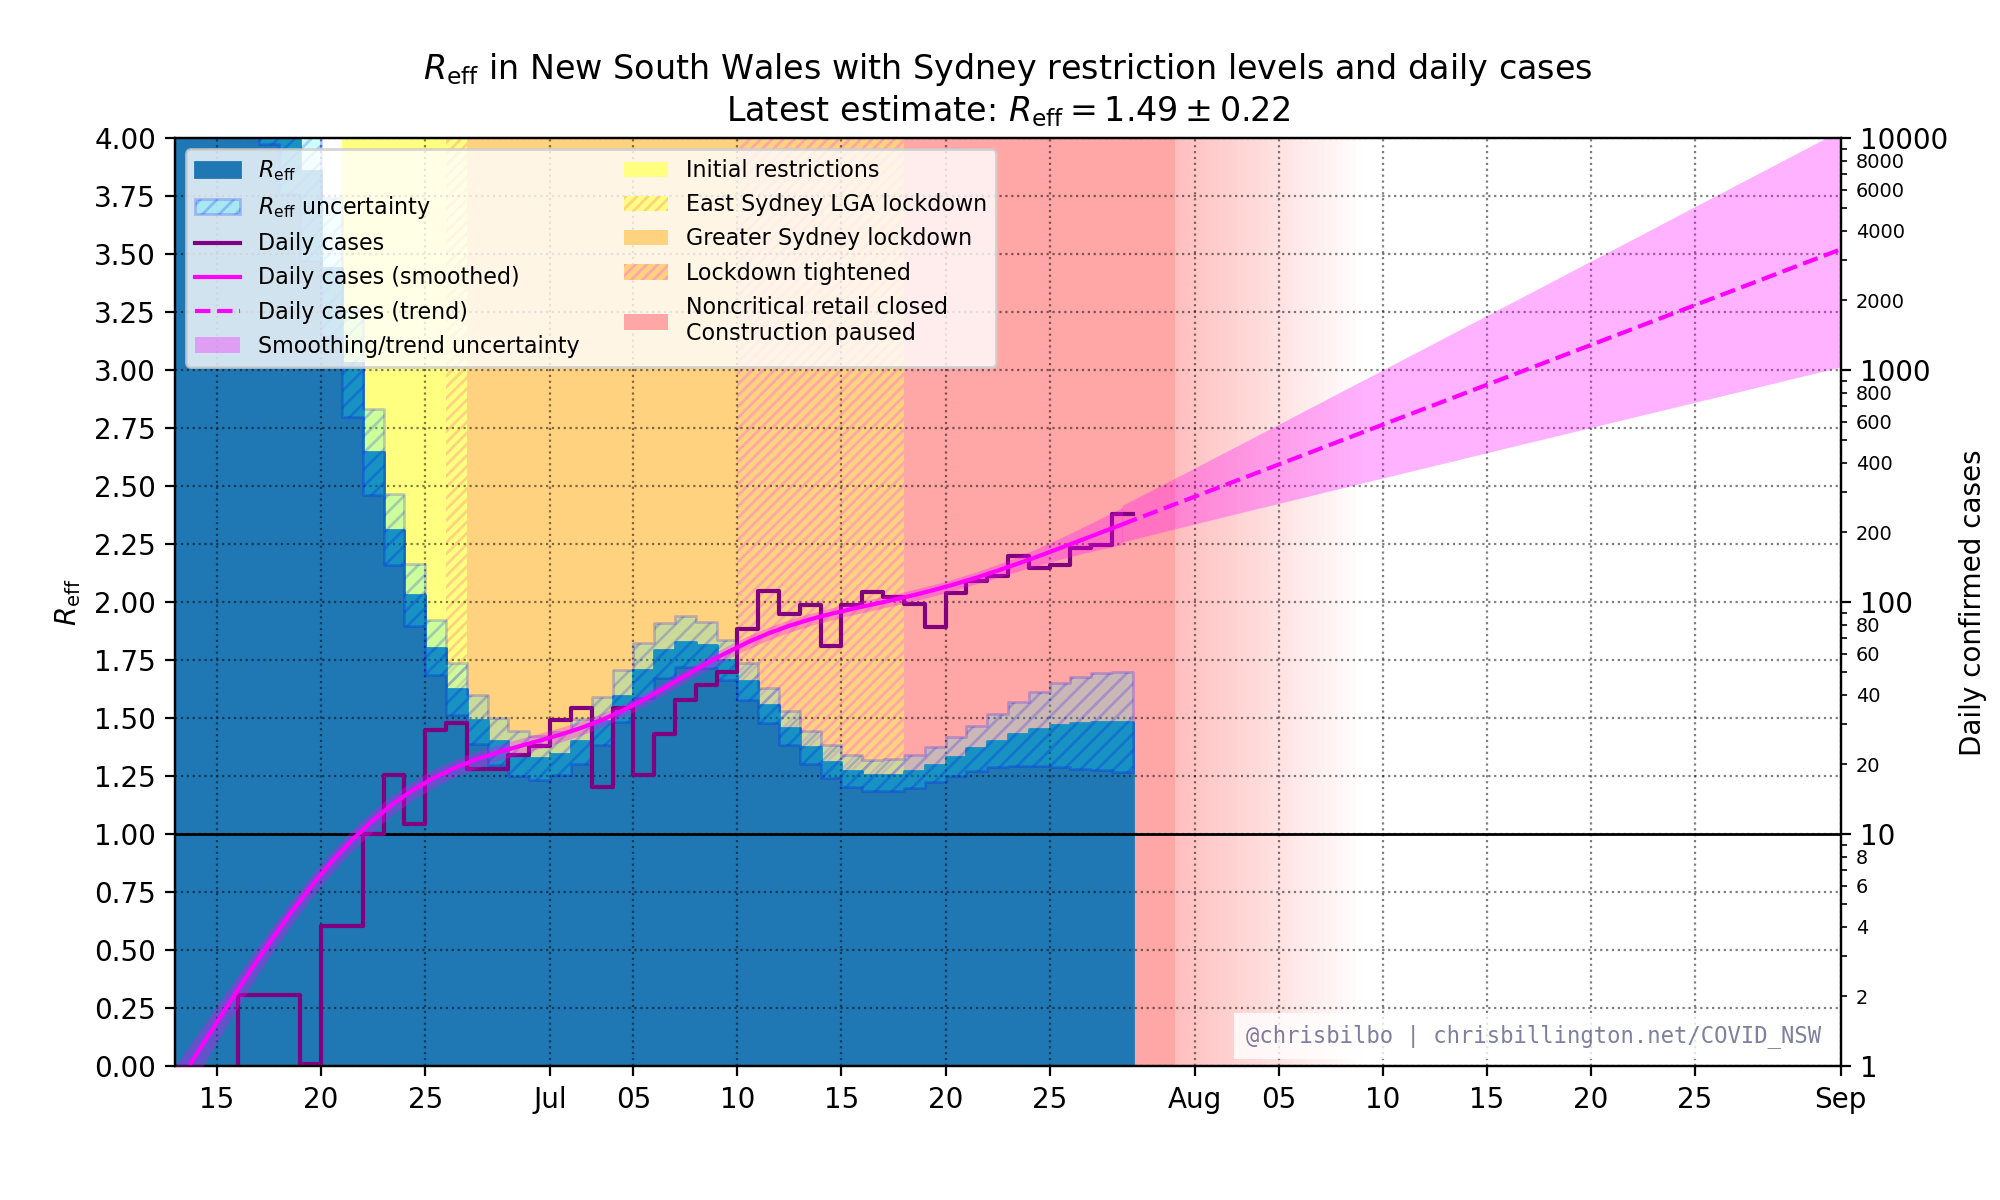 R_eff in New South Wales with Sydney restriction levels and daily cases
Latest estimate: R_eff = 1.49 ± 0.22
R_eff
R_eff uncertainty
Daily cases
Daily cases (smoothed)
Daily cases (trend)
Smoothing/trend uncertainty
Initial restrictions
East Sydney LGA lockdown
Greater Sydney lockdown
Lockdown tightened
Noncritical retail closed
Construction paused
R_eff
4.00
3.75
3.50
3.25
3.00
2.75
2.50
2.25
2.00
1.75
1.50
1.25
1.00
0.75
0.50
0.25
0.00
15
20
25
Jul
05
10
15
20
25
Aug
05
10
15
20
25
Sep
10000
8000
6000
4000
2000
1000
800
600
400
200
100
80
60
40
20
10
8
6
4
2
1
Daily confirmed cases
@chrisbilbo | chrisbillington.net/COVID_NSW